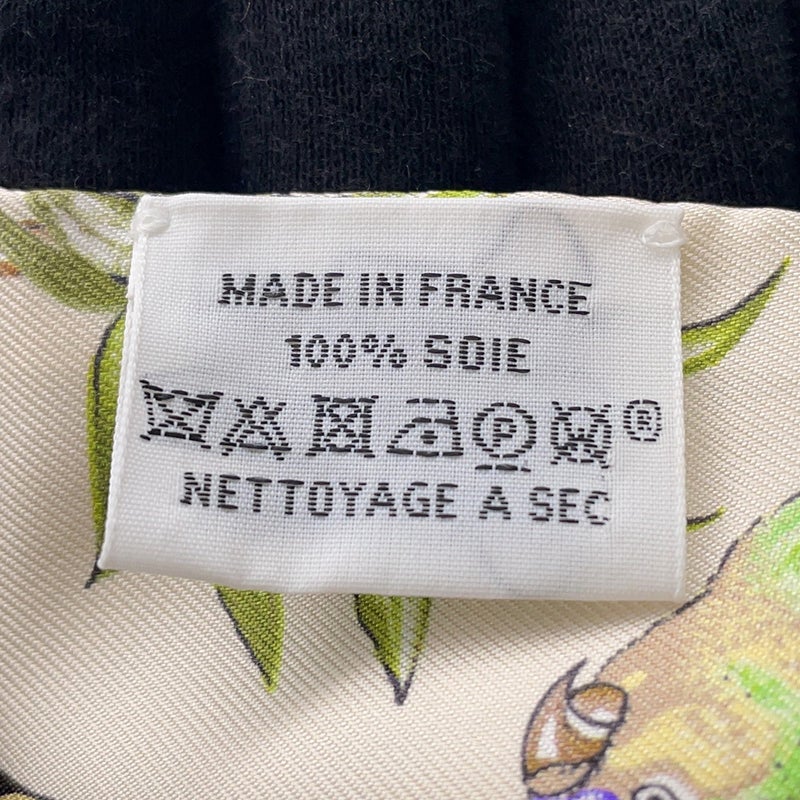 MADE IN FRANCE
100% SOIE
P ®
NETTOYAGE A SEC